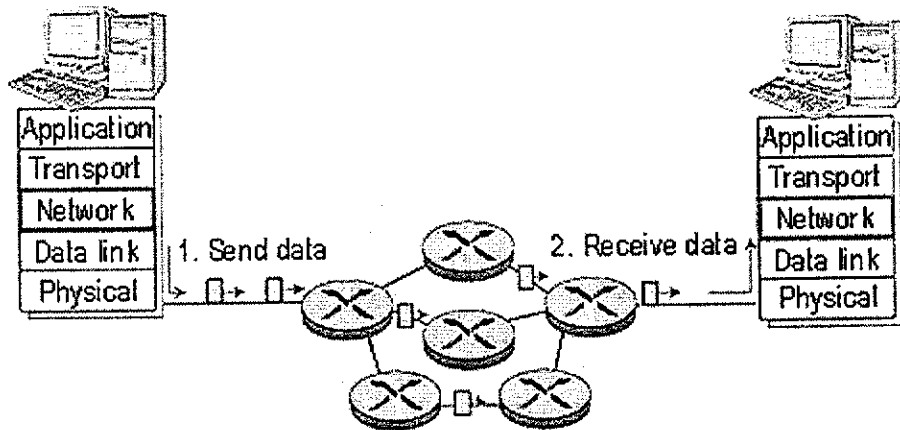 Application
Transport
Network
Data link
Physical
1. Send data
2. Receive data
Application
Transport
Network
Data link
Physical